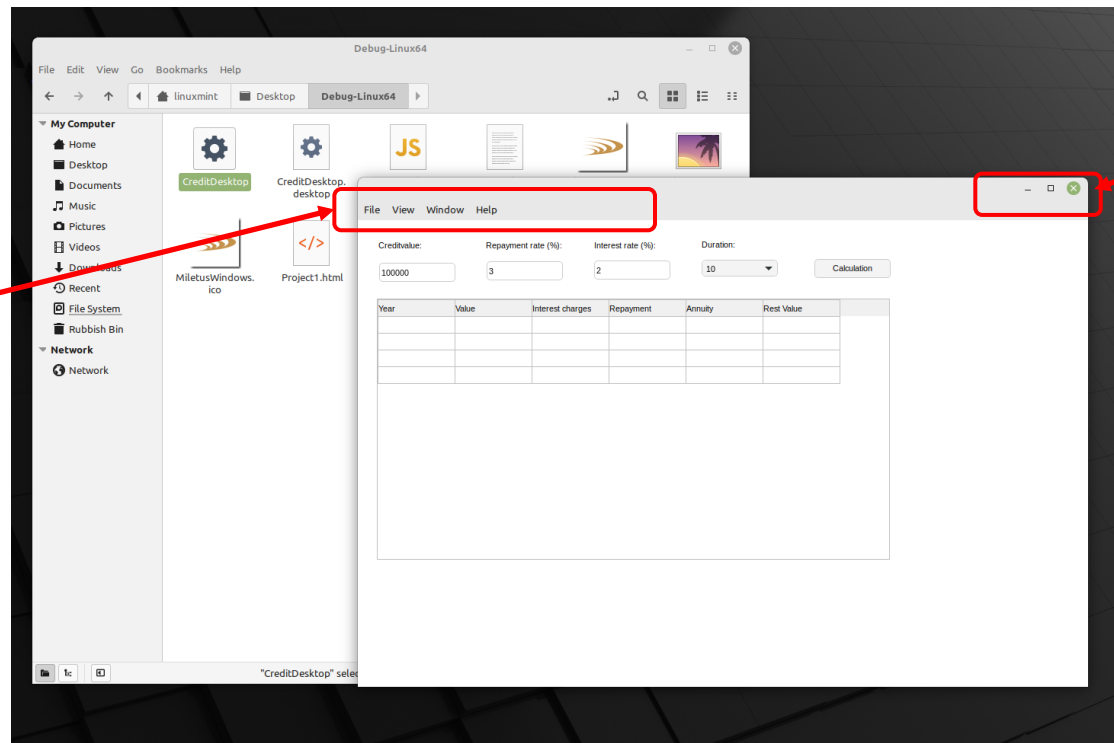 Debug-Linux64
File Edit View Go Bookmarks Help
linuxmint Desktop Debug-Linux64
My Computer
Home
Desktop
Documents
Music
Pictures
Videos
Downloads
Recent
File System
Rubbish Bin
Network
Network
JS
CreditDesktop
CreditDesktop.
desktop
</>
MiletusWindows.
ico
Project1.html
"CreditDesktop" selec
File View Window Help
Creditvalue: Repayment rate (%): Interest rate (%): Duration:
100000 3 2 10 Calculation
Year Value Interest charges Repayment Annuity Rest Value